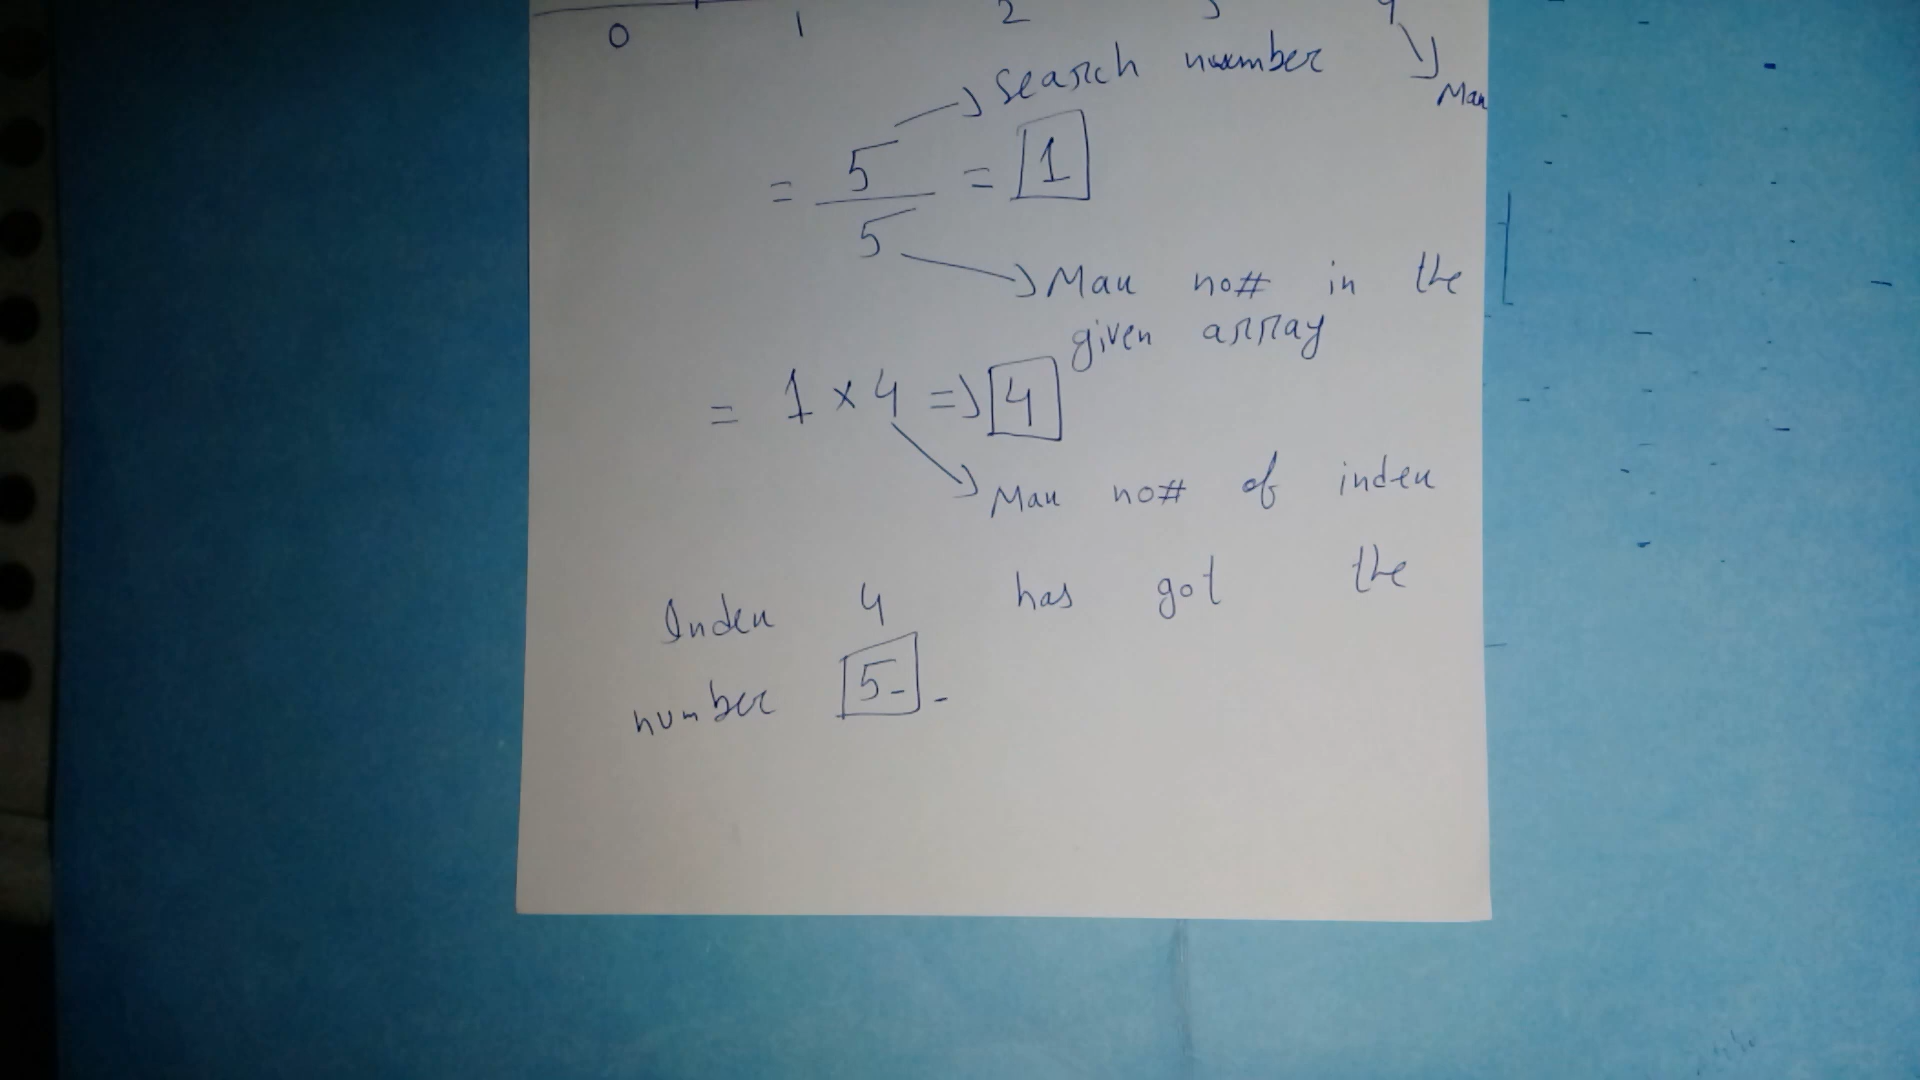 0 1 2 3 4
Search number
Max
= 5/5 = 1
Max no# in the
given array
= 1 x 4 => 4
Max no# of index
Index 4 has got the
number 5-.